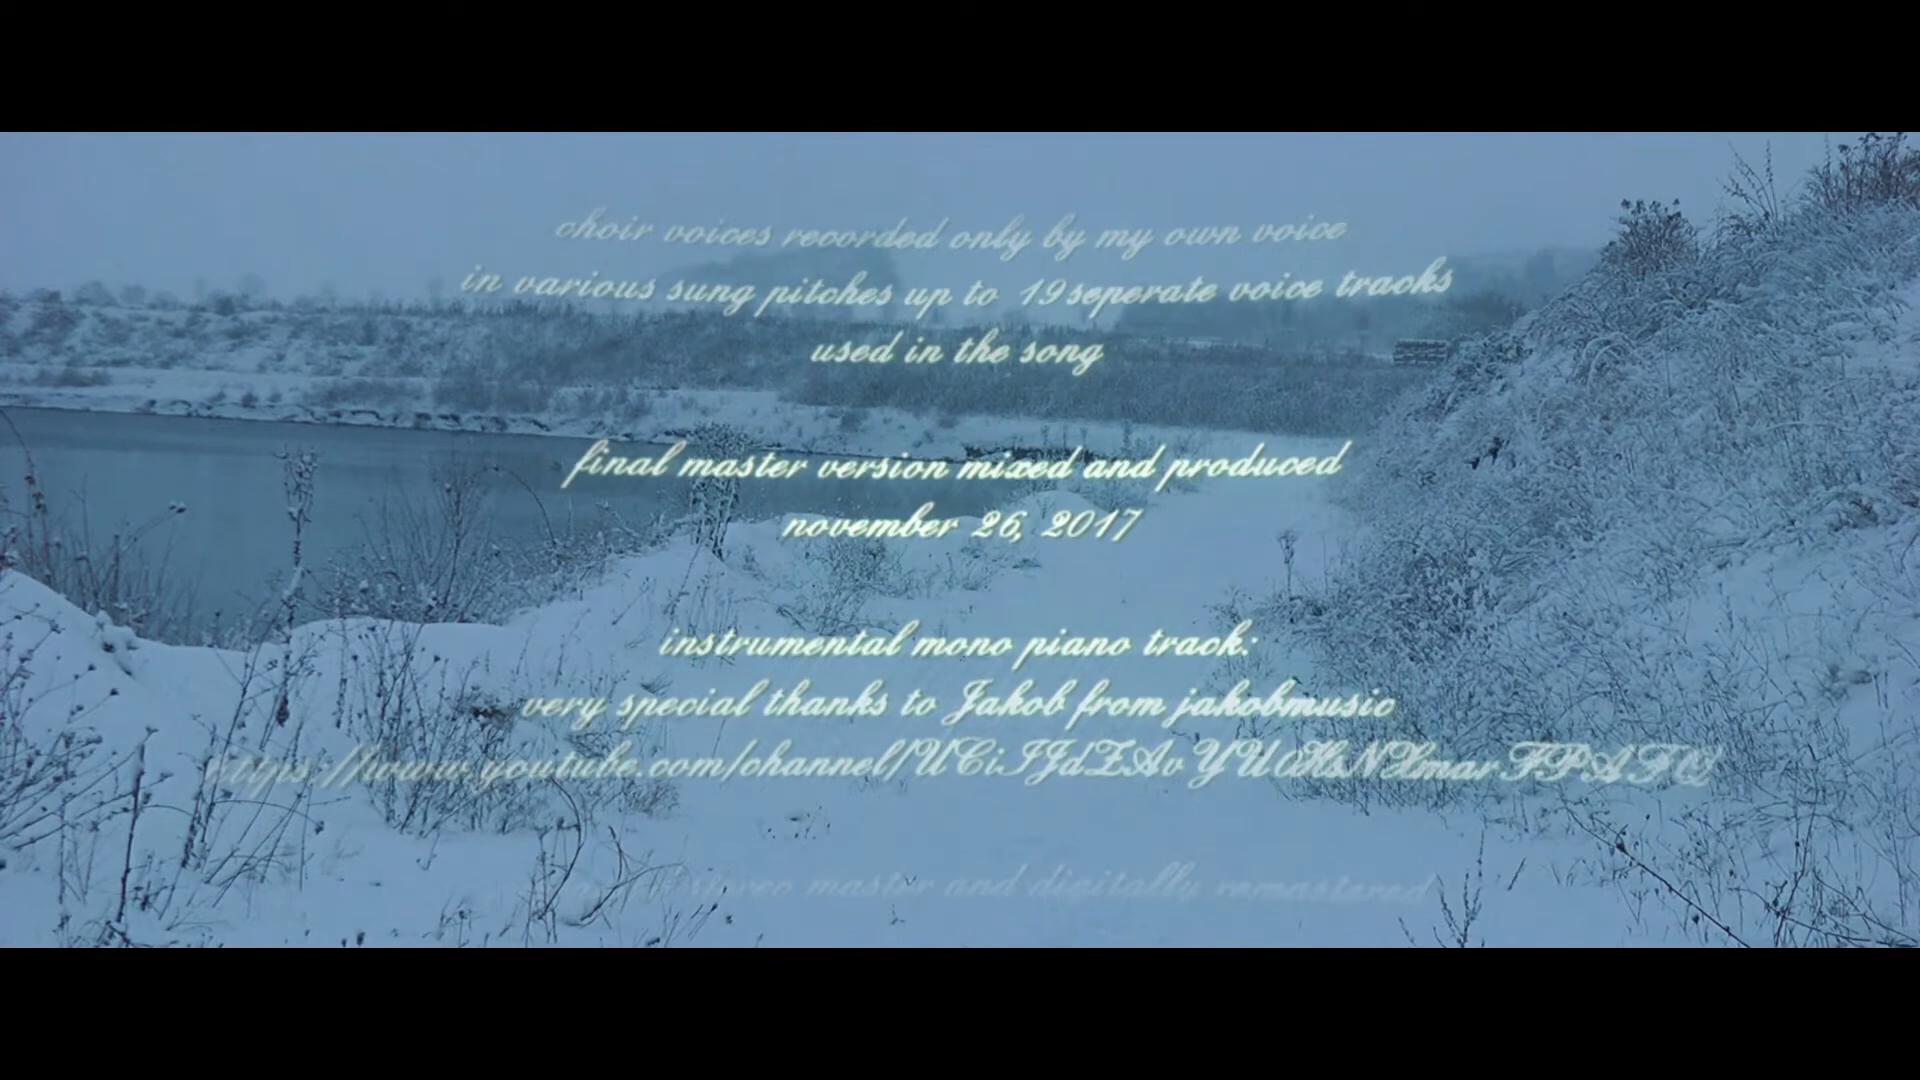 choir voices recorded only by my own voice
in various sung pitches up to 19 seperate voice tracks
used in the song
final master version mixed and produced
november 26, 2017
instrumental mono piano track:
very special thanks to Jakob from jakobmusic
stereo master and digitally remastered